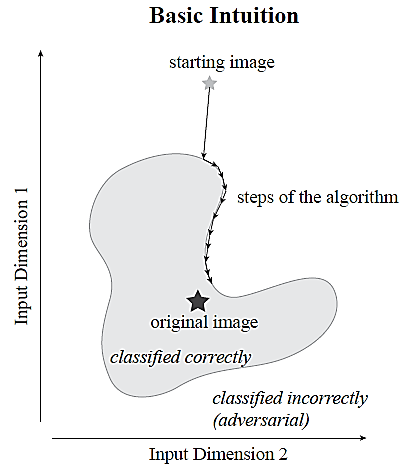 Basic Intuition
starting image
steps of the algorithm
original image
classified correctly
classified incorrectly
(adversarial)
Input Dimension 1
Input Dimension 2